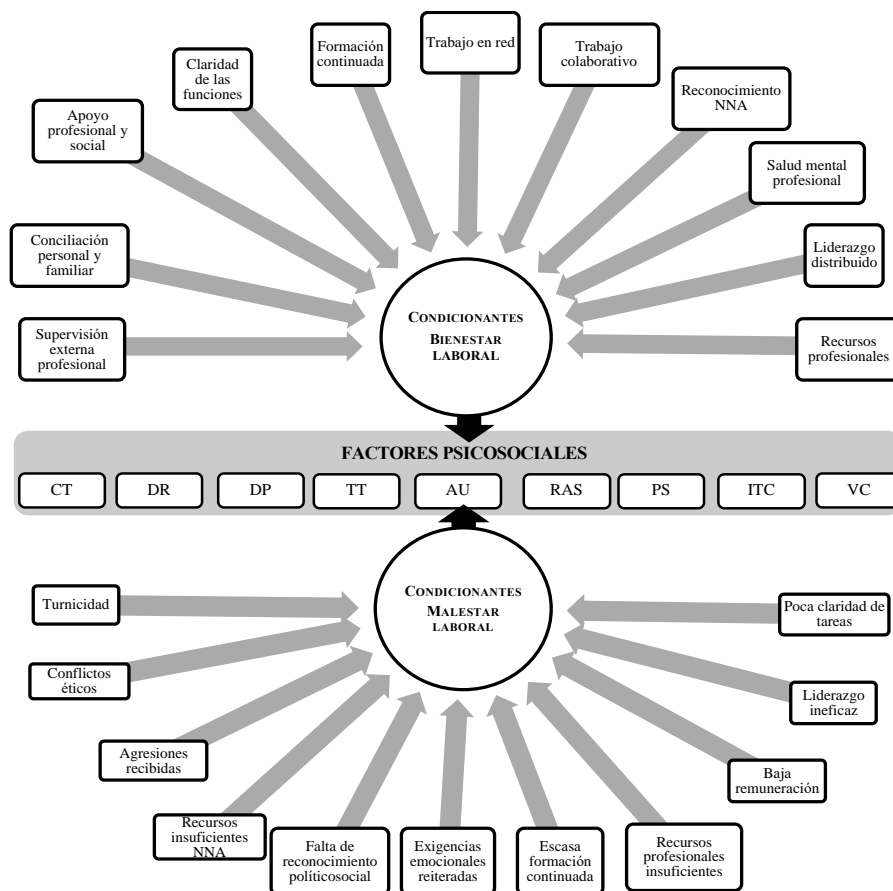 Formación
continuada
Trabajo en red
Trabajo
colaborativo
Claridad
de las
funciones
Reconocimiento
NNA
Apoyo
profesional y
social
Salud mental
profesional
Conciliación
personal y
familiar
Liderazgo
distribuido
Supervisión
externa
profesional
Recursos
profesionales
CONDICIONANTES
BIENESTAR
LABORAL
FACTORES PSICOSOCIALES
CT DR DP TT AU RAS PS ITC VC
CONDICIONANTES
MALESTAR
LABORAL
Turnicidad
Poca claridad de
tareas
Conflictos
éticos
Liderazgo
ineficaz
Agresiones
recibidas
Baja
remuneración
Recursos
insuficientes
NNA
Falta de
reconocimiento
políticosocial
Exigencias
emocionales
reiteradas
Escasa
formación
continuada
Recursos
profesionales
insuficientes